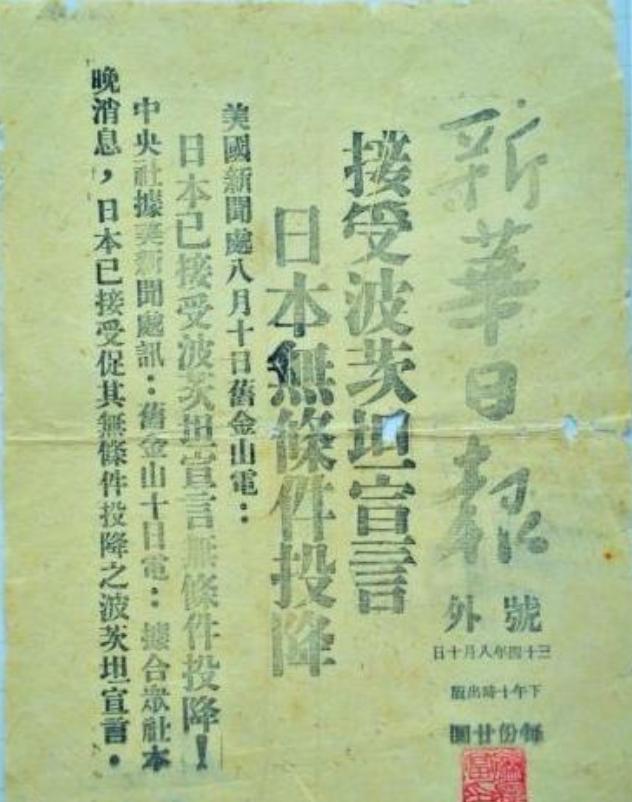 新華日報
號外
三十四年八月十日
下午十時出版
每份廿圓
接受波茨坦宣言
日本無條件投降
美國新聞處八月十日舊金山電：
日本已接受波茨坦宣言無條件投降！
中央社據美新聞處訊：舊金山十日電：據合眾社本
晚消息，日本已接受促其無條件投降之波茨坦宣言。